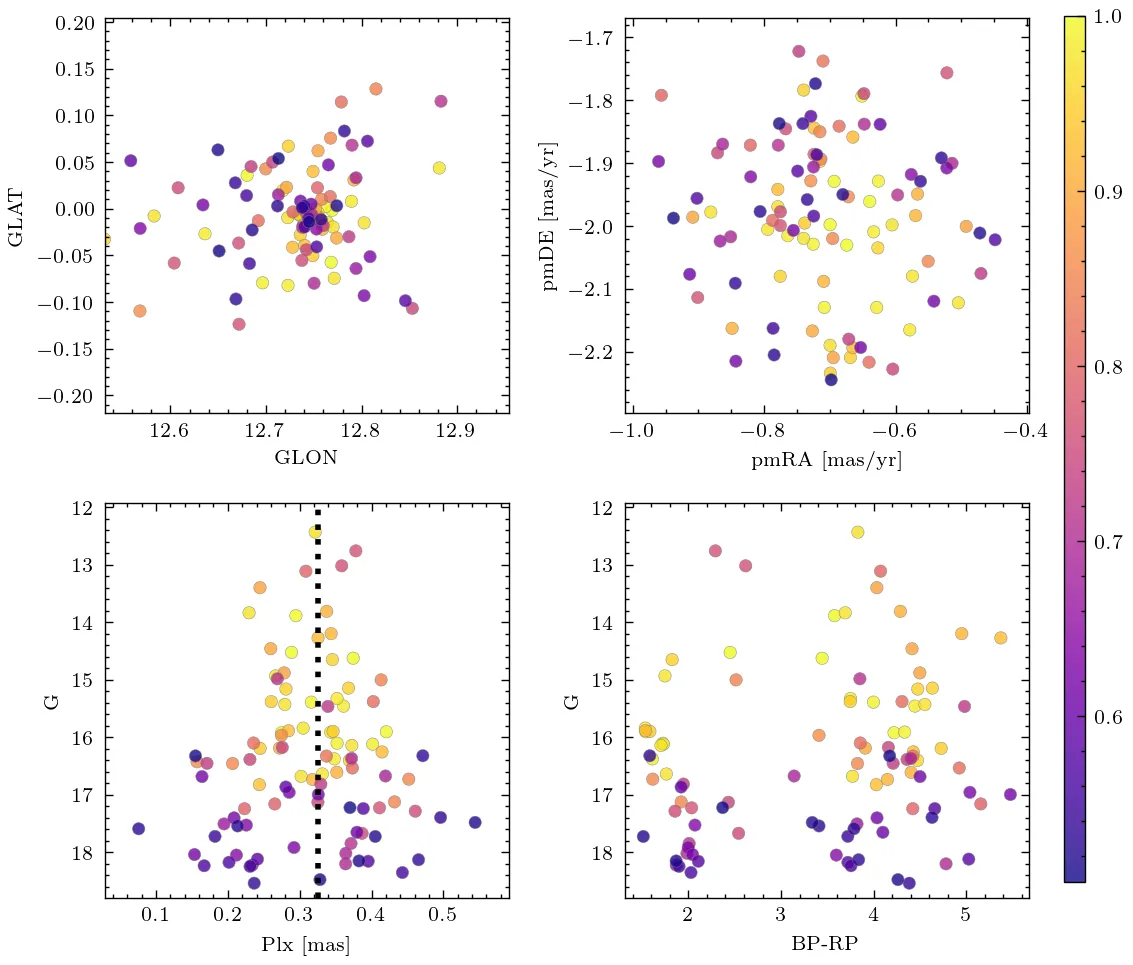 0.20
0.15
0.10
0.05
0.00
−0.05
−0.10
−0.15
−0.20
GLAT
12.6 12.7 12.8 12.9
GLON
−1.7
−1.8
−1.9
−2.0
−2.1
−2.2
pmDE [mas/yr]
−1.0 −0.8 −0.6 −0.4
pmRA [mas/yr]
1.0
0.9
0.8
0.7
0.6
12
13
14
15
16
17
18
G
0.1 0.2 0.3 0.4 0.5
Plx [mas]
12
13
14
15
16
17
18
G
2 3 4 5
BP-RP